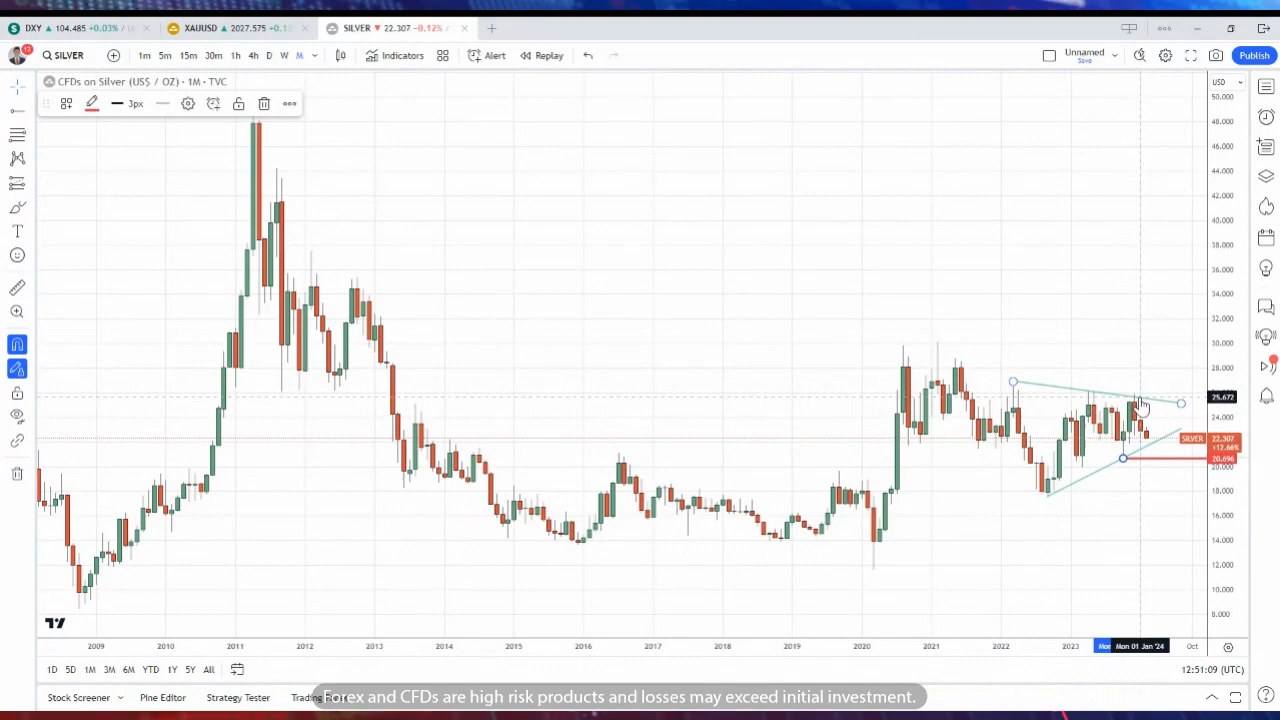 DXY ▲ 104.485 +0.03%
XAUUSD ▲ 2027.575
SILVER ▼ 22.307 -0.12%
12
SILVER 1m 5m 15m 30m 1h 4h D W M Indicators Alert Replay Unnamed Save Publish
CFDs on Silver (US$ / OZ) · 1M · TVC
3px
USD
50.000
48.000
46.000
44.000
42.000
40.000
38.000
36.000
34.000
32.000
30.000
28.000
25.672
24.000
SILVER 22.307
+12.66%
20.696
20.000
18.000
16.000
14.000
12.000
10.000
8.000
2009 2010 2011 2012 2013 2014 2015 2016 2017 2018 2019 2020 2021 2022 2023 Mon 01 Jan '24 Oct
1D 5D 1M 3M 6M YTD 1Y 5Y All 12:51:09 (UTC)
Stock Screener Pine Editor Strategy Tester
Forex and CFDs are high risk products and losses may exceed initial investment.